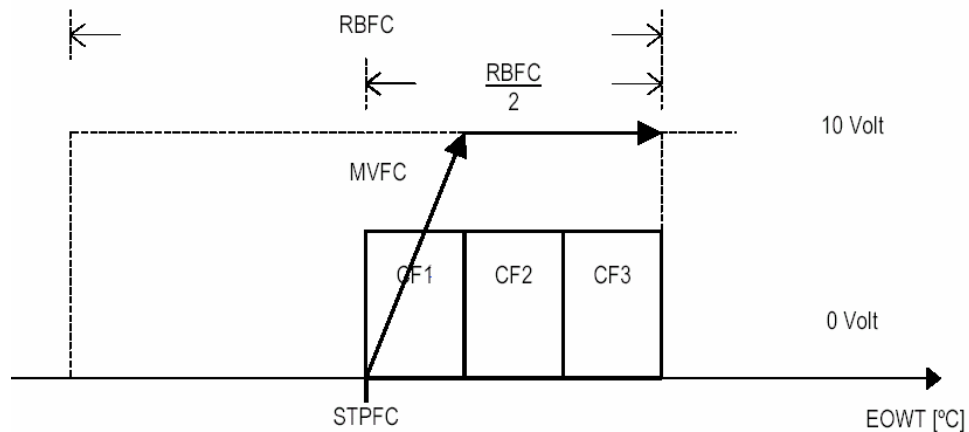 RBFC
RBFC
2
10 Volt
MVFC
CF1 CF2 CF3
0 Volt
STPFC
EOWT [ºC]